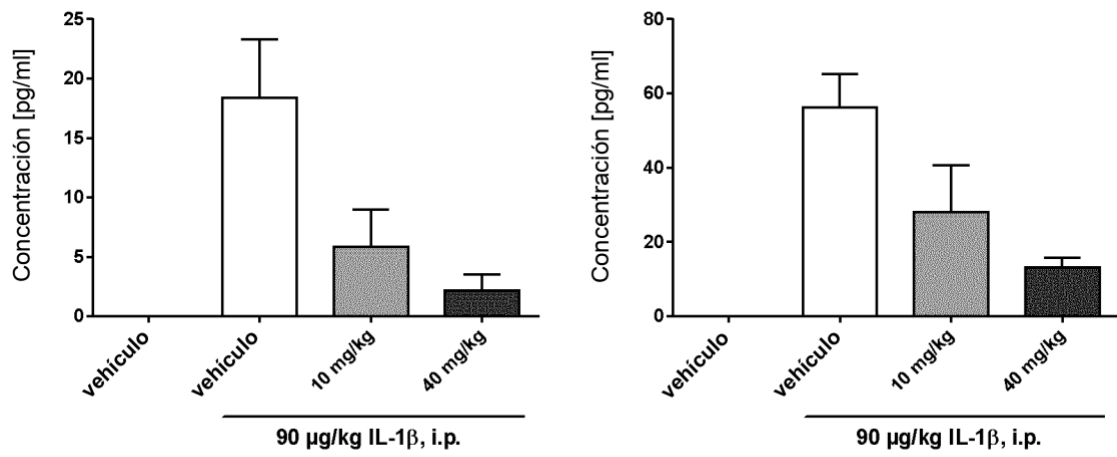 Concentración [pg/ml]
25
20
15
10
5
0
vehículo
vehículo
10 mg/kg
40 mg/kg
90 µg/kg IL-1β, i.p.
Concentración [pg/ml]
80
60
40
20
0
vehículo
vehículo
10 mg/kg
40 mg/kg
90 µg/kg IL-1β, i.p.